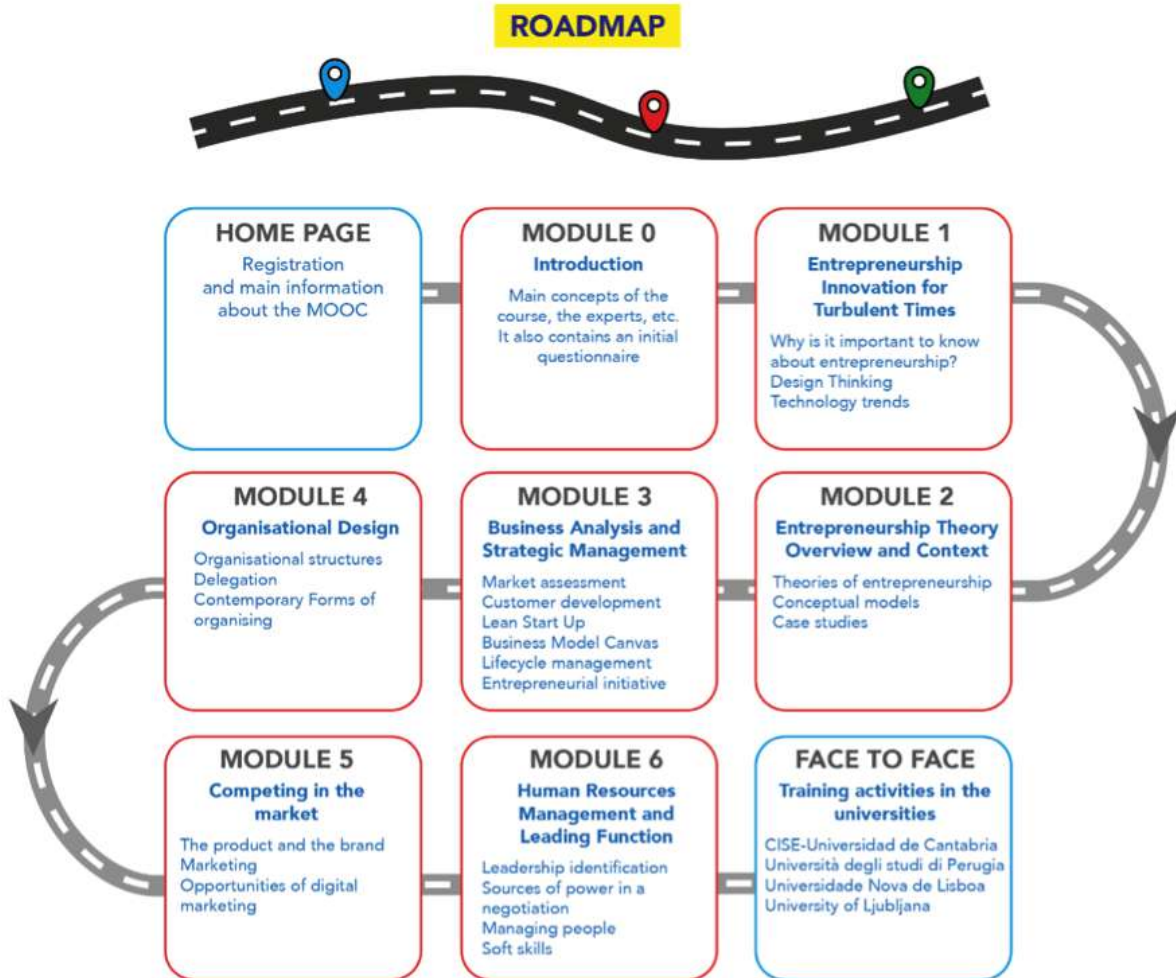 ROADMAP
HOME PAGE
Registration
and main information
about the MOOC
MODULE 0
Introduction
Main concepts of the
course, the experts, etc.
It also contains an initial
questionnaire
MODULE 1
Entrepreneurship
Innovation for
Turbulent Times
Why is it important to know
about entrepreneurship?
Design Thinking
Technology trends
MODULE 2
Entrepreneurship Theory
Overview and Context
Theories of entrepreneurship
Conceptual models
Case studies
MODULE 3
Business Analysis and
Strategic Management
Market assessment
Customer development
Lean Start Up
Business Model Canvas
Lifecycle management
Entrepreneurial initiative
MODULE 4
Organisational Design
Organisational structures
Delegation
Contemporary Forms of
organising
MODULE 5
Competing in the
market
The product and the brand
Marketing
Opportunities of digital
marketing
MODULE 6
Human Resources
Management and
Leading Function
Leadership identification
Sources of power in a
negotiation
Managing people
Soft skills
FACE TO FACE
Training activities in the
universities
CISE-Universidad de Cantabria
Università degli studi di Perugia
Universidade Nova de Lisboa
University of Ljubljana